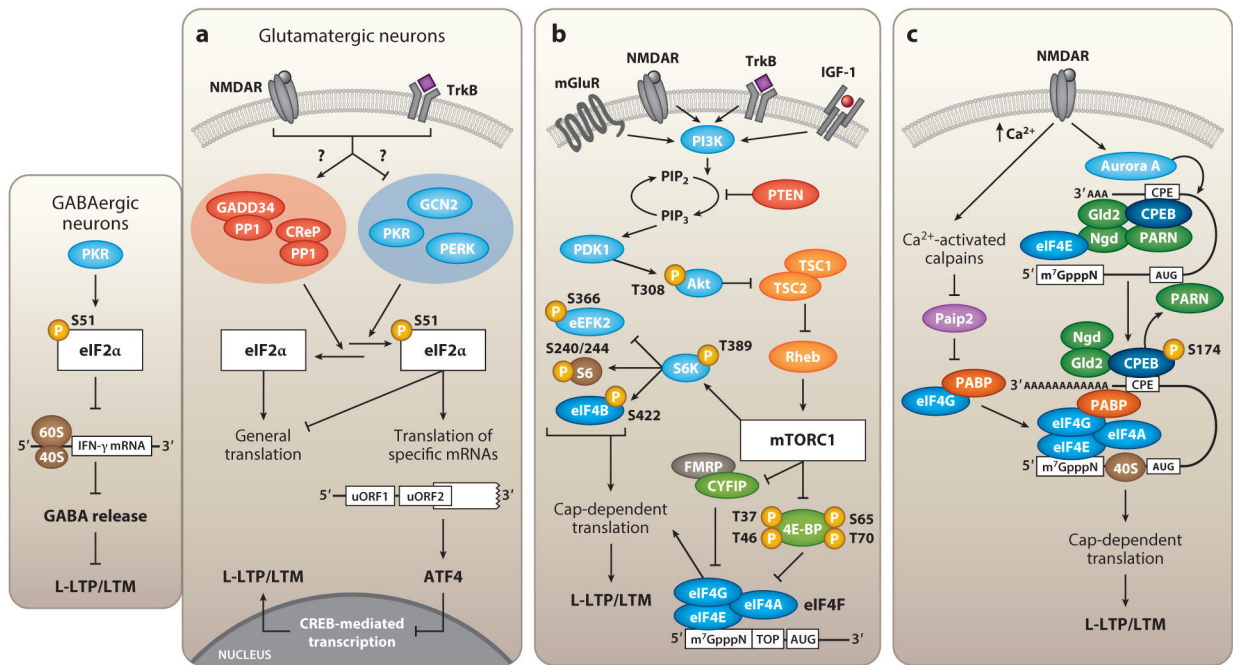 GABAergic
neurons
PKR
P
S51
eIF2α
60S
40S
5′
IFN-γ mRNA
3′
GABA release
L-LTP/LTM
a
Glutamatergic neurons
NMDAR
TrkB
?
?
GADD34
PP1
CReP
PP1
GCN2
PKR
PERK
P
S51
eIF2α
eIF2α
General
translation
Translation of
specific mRNAs
5′
uORF1
uORF2
3′
L-LTP/LTM
ATF4
CREB-mediated
transcription
NUCLEUS
b
mGluR
NMDAR
TrkB
IGF-1
PI3K
PIP2
PTEN
PIP3
PDK1
T308
P
Akt
TSC1
TSC2
S366
P
eEFK2
S240/244
P
S6
S6K
P
T389
Rheb
eIF4B
P
S422
mTORC1
FMRP
CYFIP
Cap-dependent
translation
T37
P
T46
P
4E-BP
P
S65
P
T70
L-LTP/LTM
eIF4G
eIF4A
eIF4E
eIF4F
5′
m7GpppN
TOP
AUG
3′
c
NMDAR
Ca2+
Aurora A
3′
AAA
CPE
Gld2
CPEB
Ngd
PARN
eIF4E
5′
m7GpppN
AUG
Ca2+-activated
calpains
PARN
Paip2
Ngd
Gld2
CPEB
P
S174
3′
AAAAAAAAAAAA
CPE
PABP
eIF4G
PABP
eIF4G
eIF4A
eIF4E
5′
m7GpppN
40S
AUG
Cap-dependent
translation
L-LTP/LTM